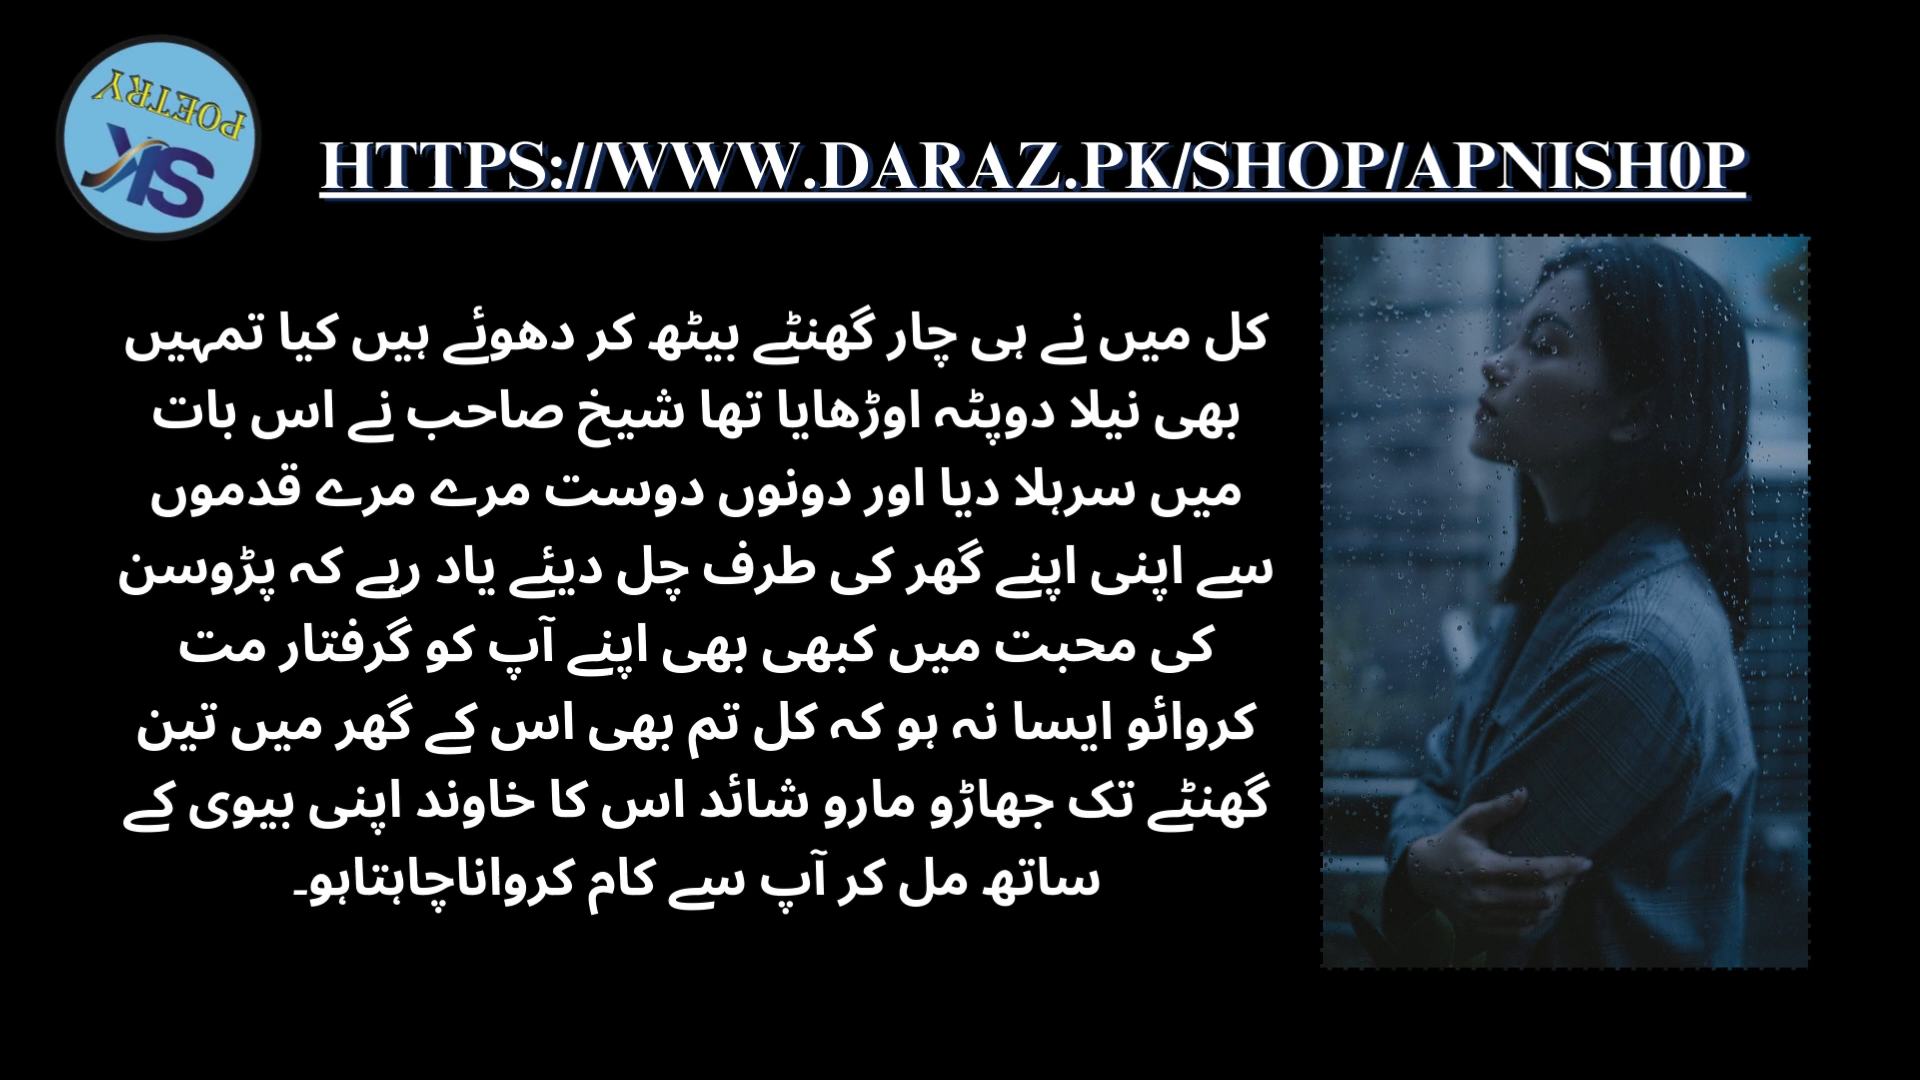 POETRY
SK
HTTPS://WWW.DARAZ.PK/SHOP/APNISH0P
کل میں نے ہی چار گھنٹے بیٹھ کر دھوئے ہیں کیا تمہیں
بھی نیلا دوپٹہ اوڑھایا تھا شیخ صاحب نے اس بات
میں سرہلا دیا اور دونوں دوست مرے مرے قدموں
سے اپنی اپنے گھر کی طرف چل دیئے یاد رہے کہ پڑوسن
کی محبت میں کبھی بھی اپنے آپ کو گرفتار مت
کروائو ایسا نہ ہو کہ کل تم بھی اس کے گھر میں تین
گھنٹے تک جھاڑو مارو شائد اس کا خاوند اپنی بیوی کے
ساتھ مل کر آپ سے کام کرواناچاہتاہو۔